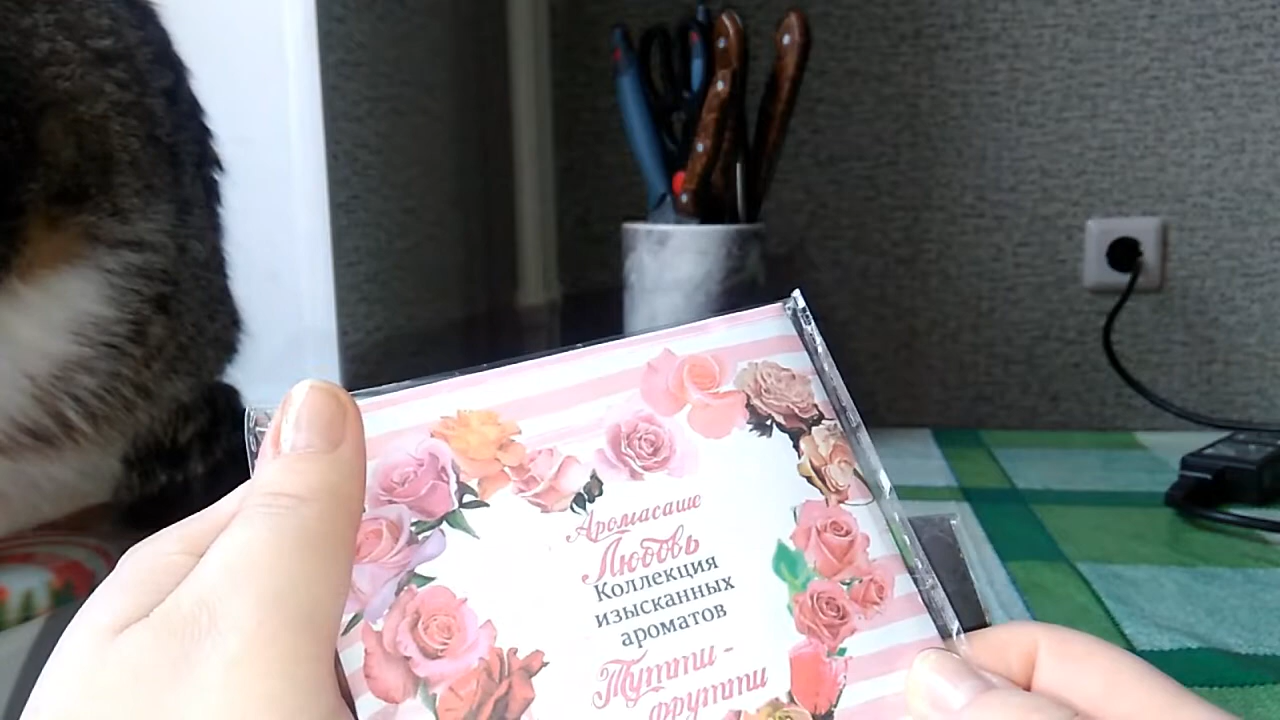 Аромасаше
Любовь
Коллекция
изысканных
ароматов
Тутти-
фрутти